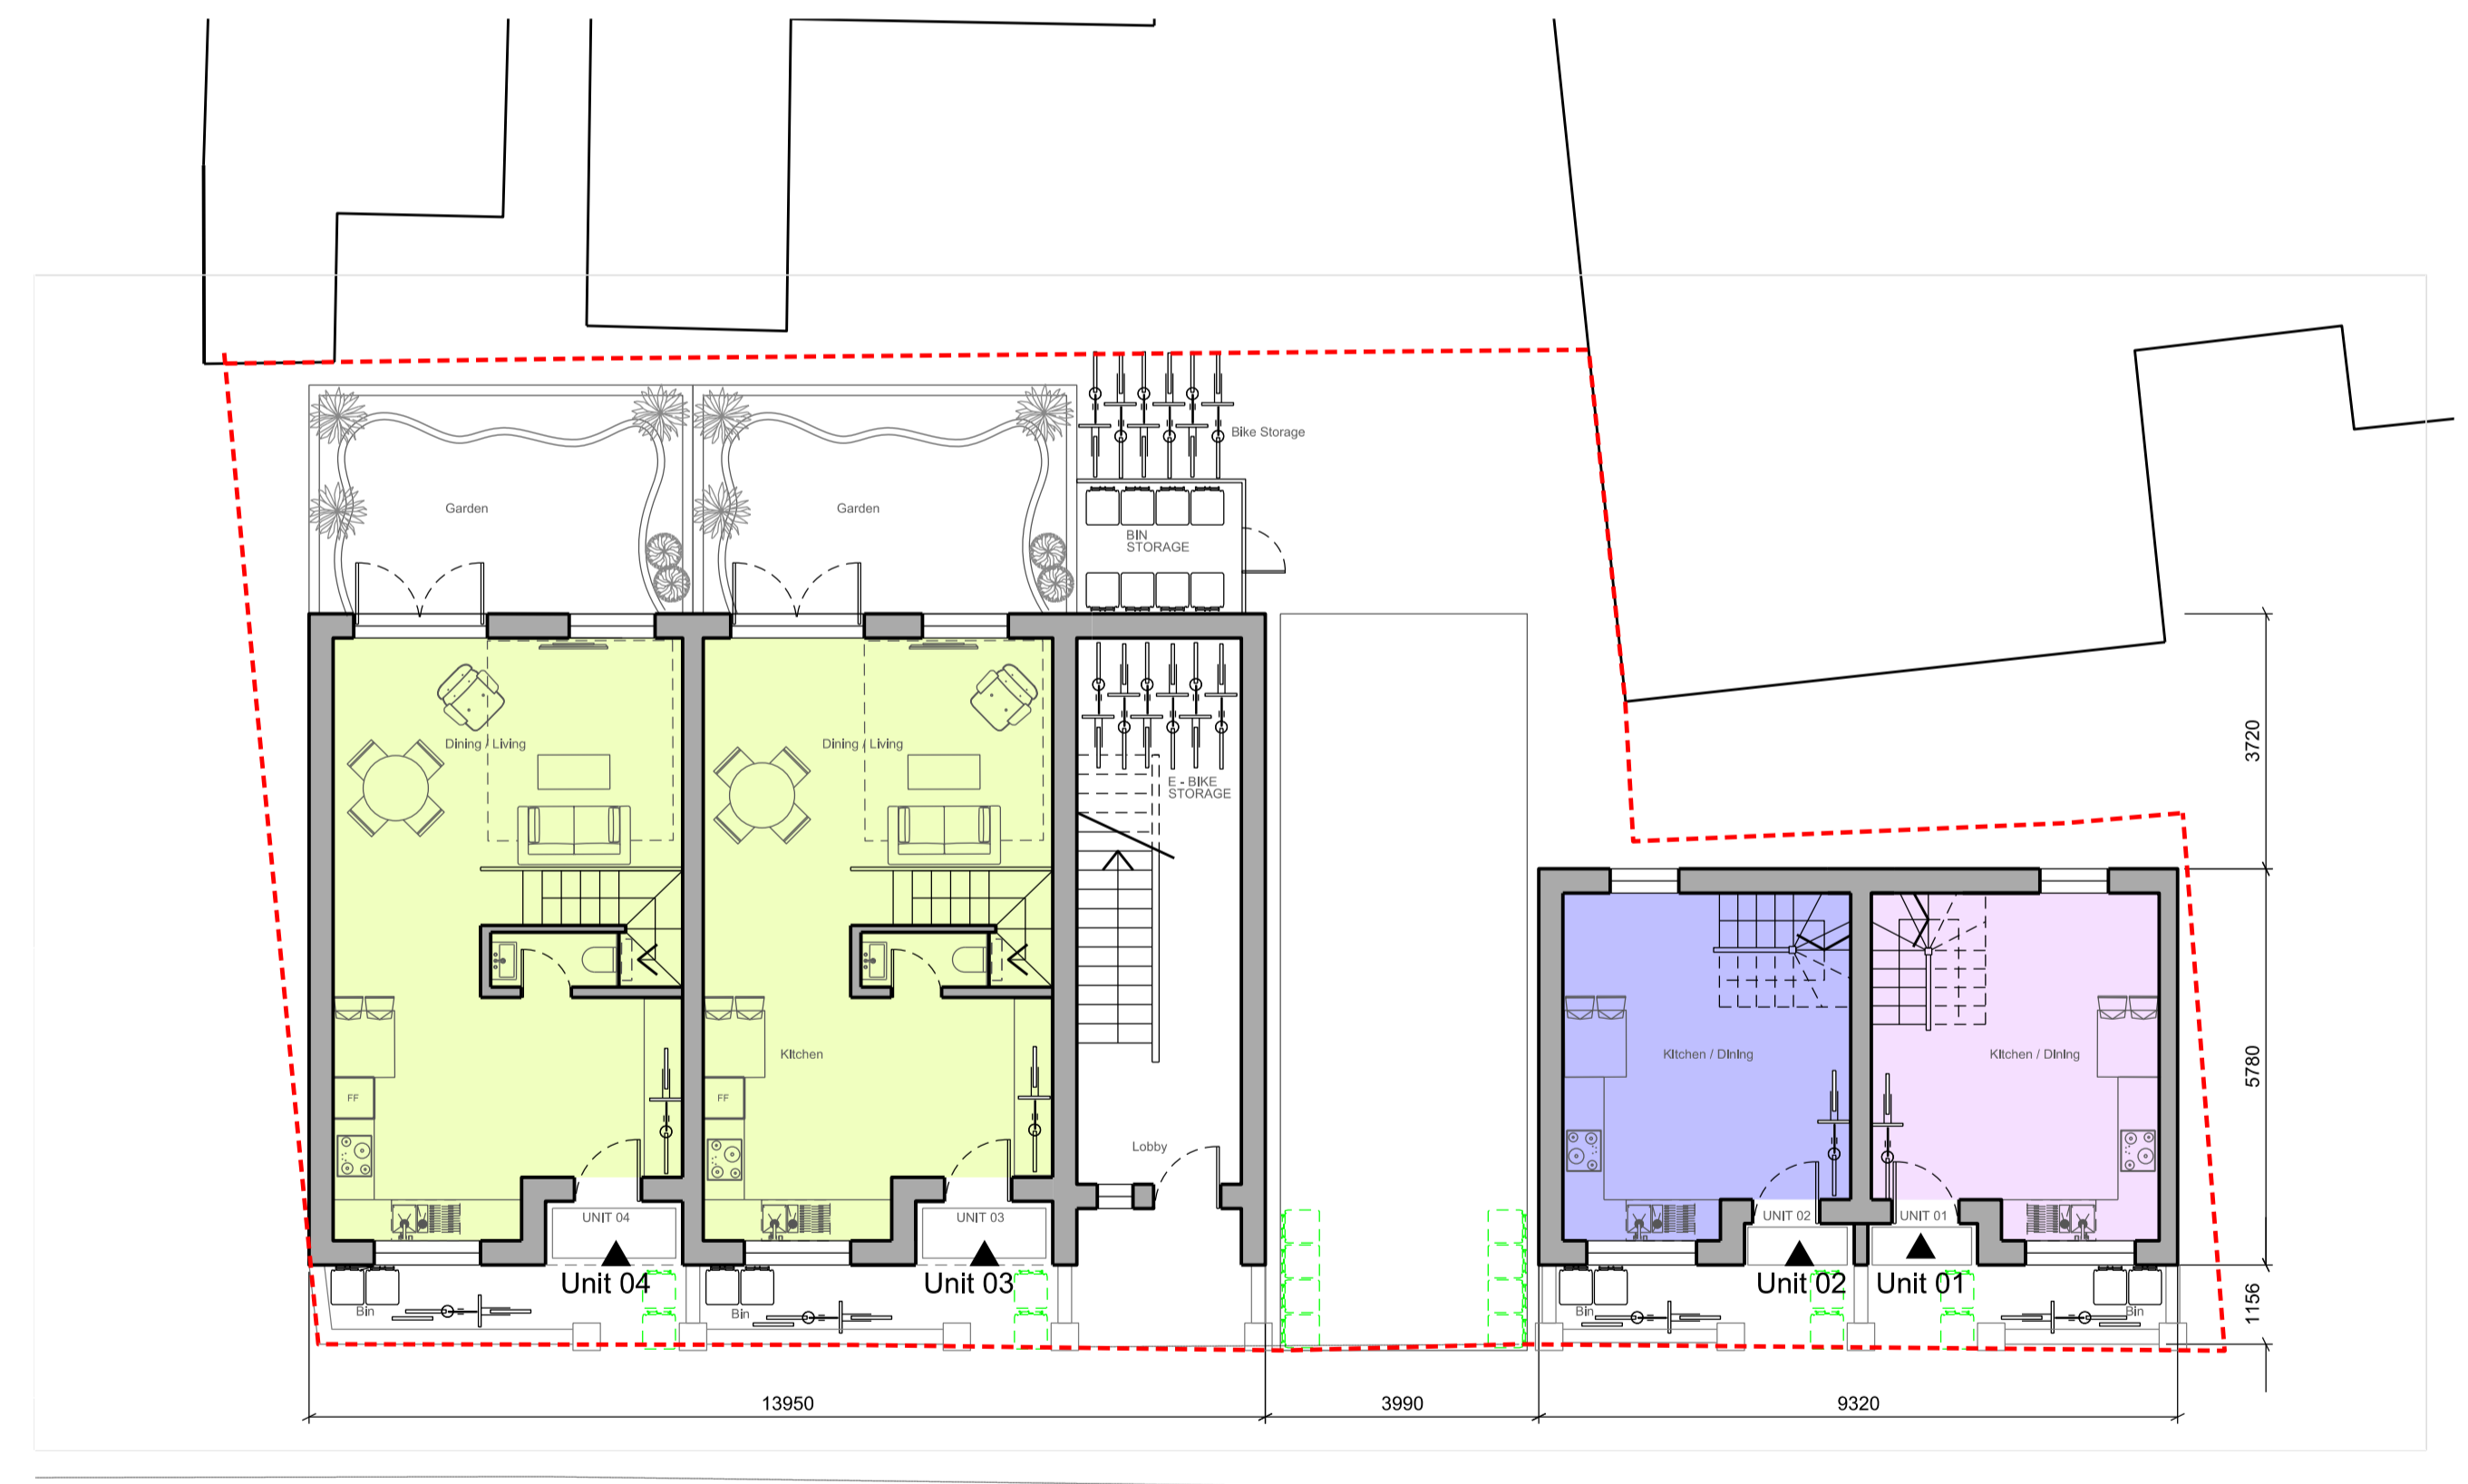 Bike Storage
Garden
Garden
BIN
STORAGE
Dining / Living
Dining / Living
3720
E - BIKE
STORAGE
Kitchen
Kitchen / Dining
Kitchen / Dining
5780
FF
FF
Lobby
UNIT 04
UNIT 03
UNIT 02
UNIT 01
Unit 04
Unit 03
Unit 02
Unit 01
Bin
Bin
Bin
Bin
1156
13950
3990
9320